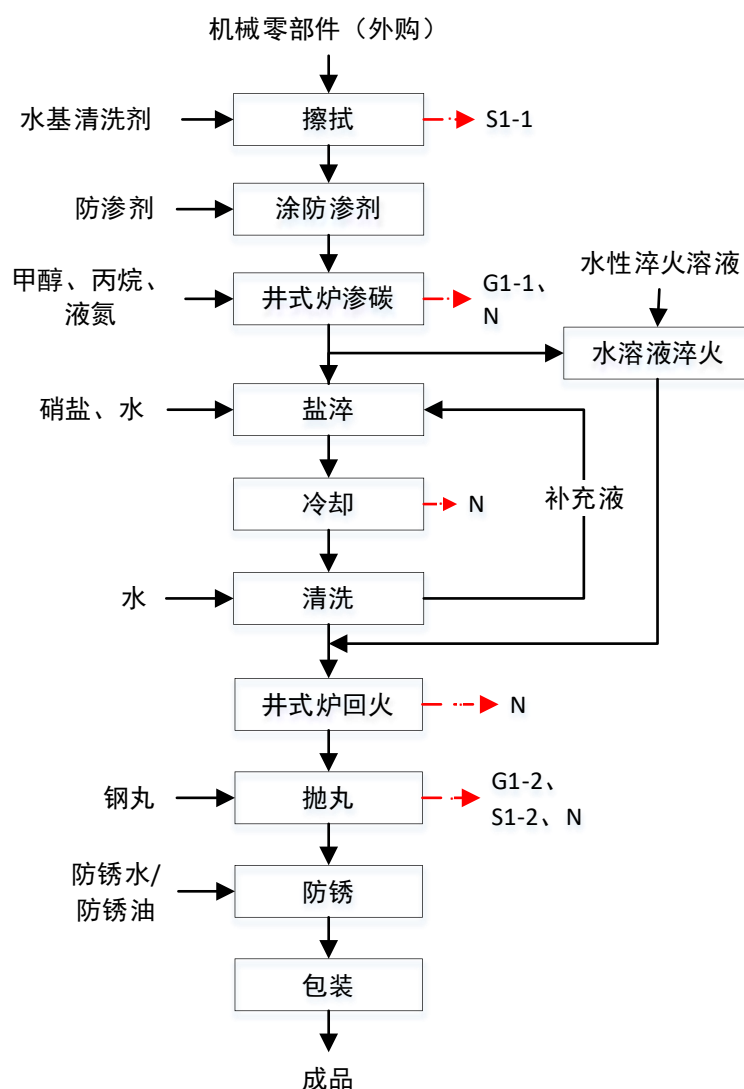 机械零部件（外购）
水基清洗剂
擦拭
S1-1
防渗剂
涂防渗剂
甲醇、丙烷、
液氮
井式炉渗碳
G1-1、
N
水性淬火溶液
水溶液淬火
硝盐、水
盐淬
冷却
N
补充液
水
清洗
井式炉回火
N
钢丸
抛丸
G1-2、
S1-2、N
防锈水/
防锈油
防锈
包装
成品